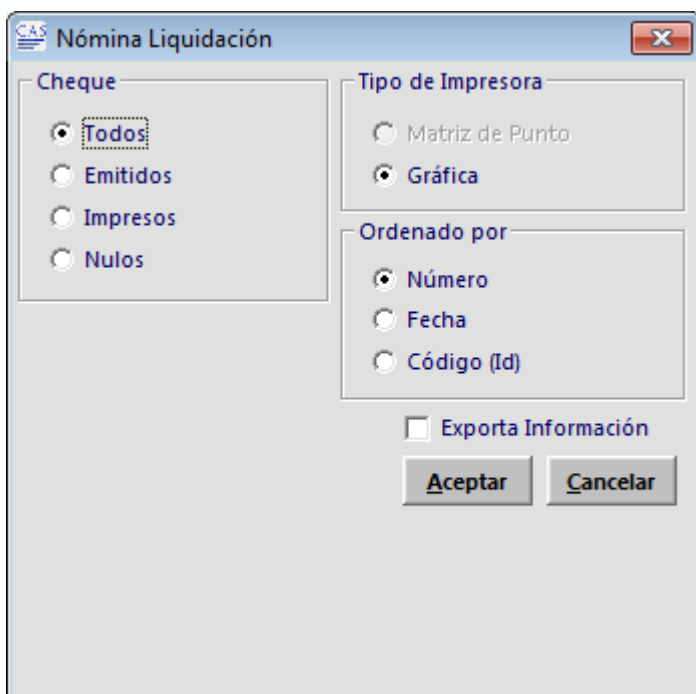 CAS Nómina Liquidación
Cheque
Todos
Emitidos
Impresos
Nulos
Tipo de Impresora
Matriz de Punto
Gráfica
Ordenado por
Número
Fecha
Código (Id)
Exporta Información
Aceptar Cancelar